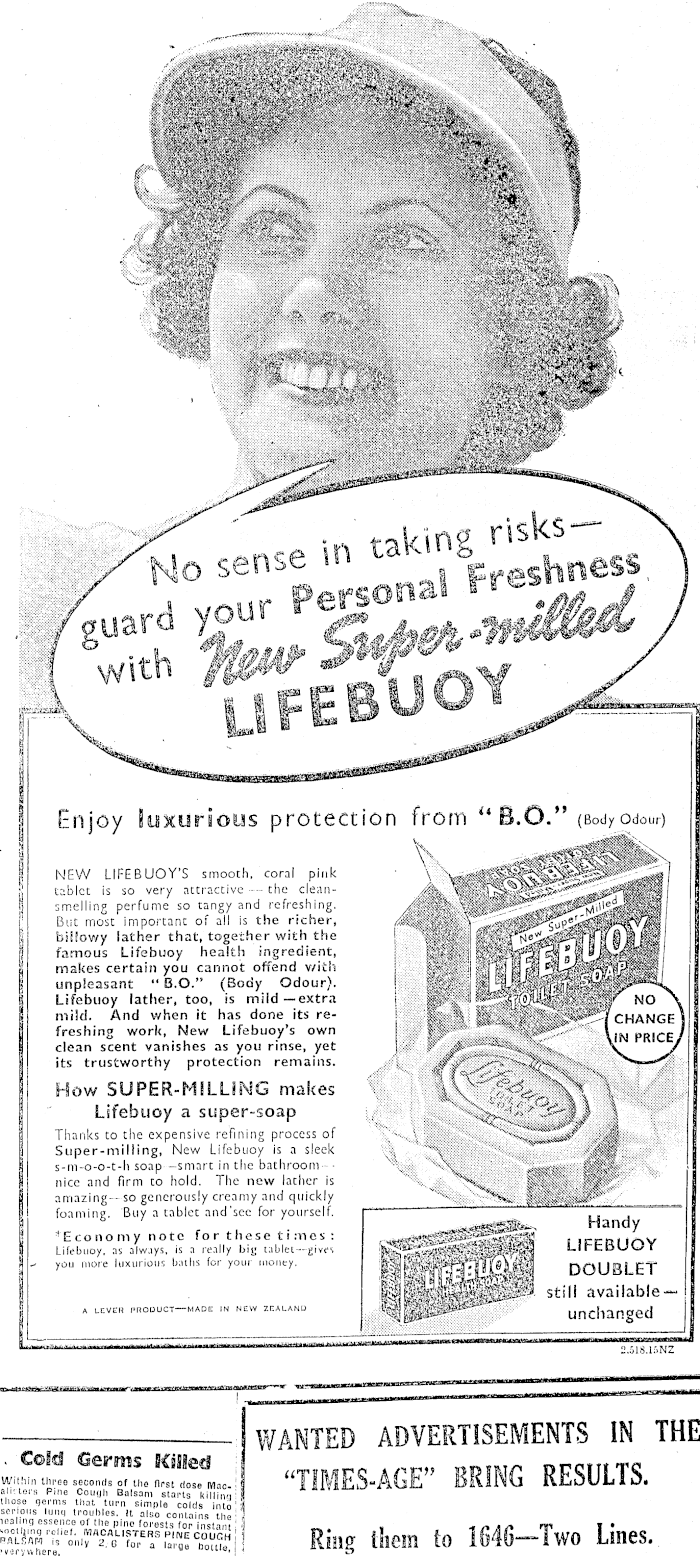 No sense in taking risks—
guard your Personal Freshness
with New Super-milled
LIFEBUOY
Enjoy luxurious protection from "B.O." (Body Odour)
NEW LIFEBUOY'S smooth, coral pink
tablet is so very attractive — the clean-
smelling perfume so tangy and refreshing.
But most important of all is the richer,
billowy lather that, together with the
famous Lifebuoy health ingredient,
makes certain you cannot offend with
unpleasant "B.O." (Body Odour).
Lifebuoy lather, too, is mild—extra
mild. And when it has done its re-
freshing work, New Lifebuoy's own
clean scent vanishes as you rinse, yet
its trustworthy protection remains.
How SUPER-MILLING makes
Lifebuoy a super-soap
Thanks to the expensive refining process of
Super-milling, New Lifebuoy is a sleek
s-m-o-o-t-h soap—smart in the bathroom—
nice and firm to hold. The new lather is
amazing—so generously creamy and quickly
foaming. Buy a tablet and see for yourself.
*Economy note for these times:
Lifebuoy, as always, is a really big tablet—gives
you more luxurious baths for your money.
A LEVER PRODUCT—MADE IN NEW ZEALAND
LIFEBUOY
New Super-Milled
LIFEBUOY
TOILET SOAP
NO
CHANGE
IN PRICE
Lifebuoy
TOILET
SOAP
LIFEBUOY
Handy
LIFEBUOY
DOUBLET
still available—
unchanged
2.518.15NZ
Cold Germs Killed
Within three seconds of the first dose Mac-
alisters Pine Cough Balsam starts killing
those germs that turn simple colds into
serious lung troubles. It also contains the
healing essence of the pine forests for instant
soothing relief. MACALISTERS PINE COUGH
BALSAM is only 2/6 for a large bottle,
everywhere.
WANTED ADVERTISEMENTS IN THE
"TIMES-AGE" BRING RESULTS.
Ring them to 1646—Two Lines.